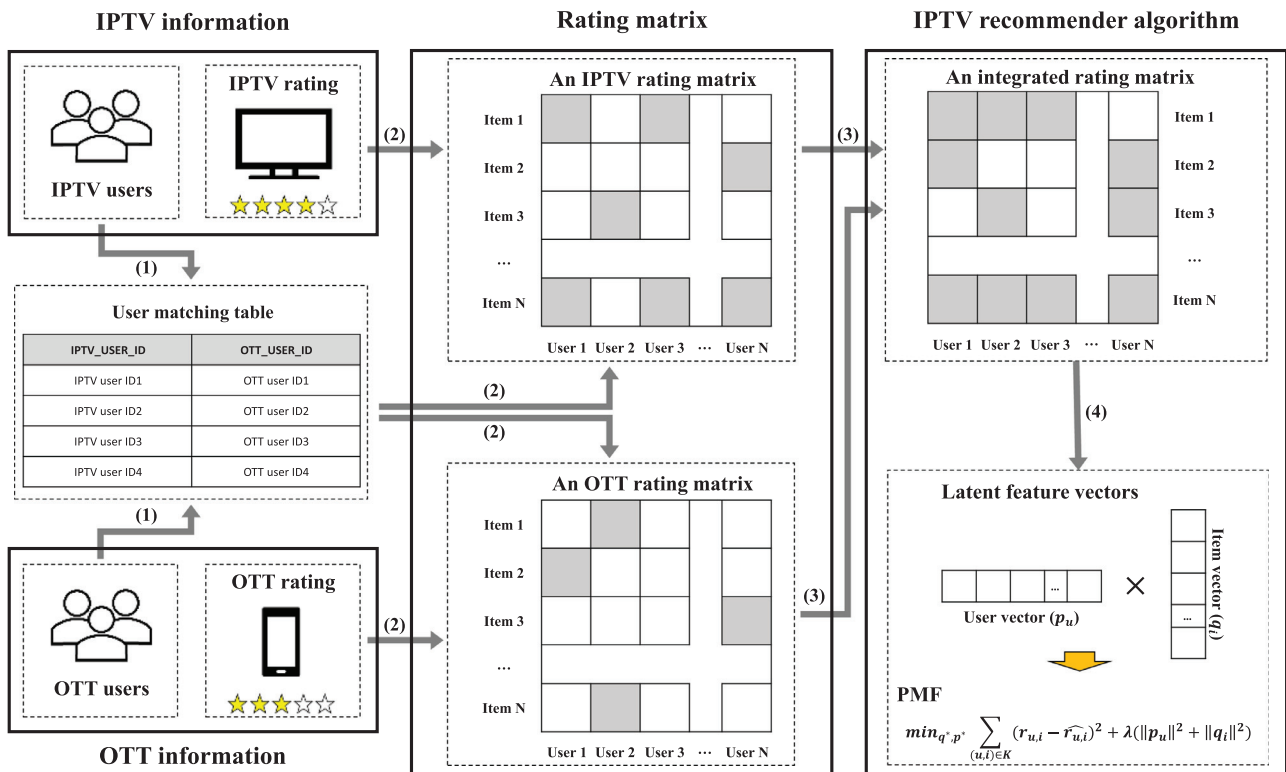 IPTV information
IPTV users
IPTV rating
(1)
(2)
User matching table
IPTV_USER_ID OTT_USER_ID
IPTV user ID1 OTT user ID1
IPTV user ID2 OTT user ID2
IPTV user ID3 OTT user ID3
IPTV user ID4 OTT user ID4
(1)
(2)
(2)
OTT users
OTT rating
(2)
OTT information
Rating matrix
An IPTV rating matrix
Item 1
Item 2
Item 3
...
Item N
User 1 User 2 User 3 ... User N
(3)
An OTT rating matrix
Item 1
Item 2
Item 3
...
Item N
User 1 User 2 User 3 ... User N
(3)
IPTV recommender algorithm
An integrated rating matrix
Item 1
Item 2
Item 3
...
Item N
User 1 User 2 User 3 ... User N
(4)
Latent feature vectors
...
×
User vector (p_u)
...
Item vector (q_i)
PMF
min_{q*,p*} ∑_{(u,i)∈K} (r_{u,i} − \widehat{r_{u,i}})² + λ(‖p_u‖² + ‖q_i‖²)